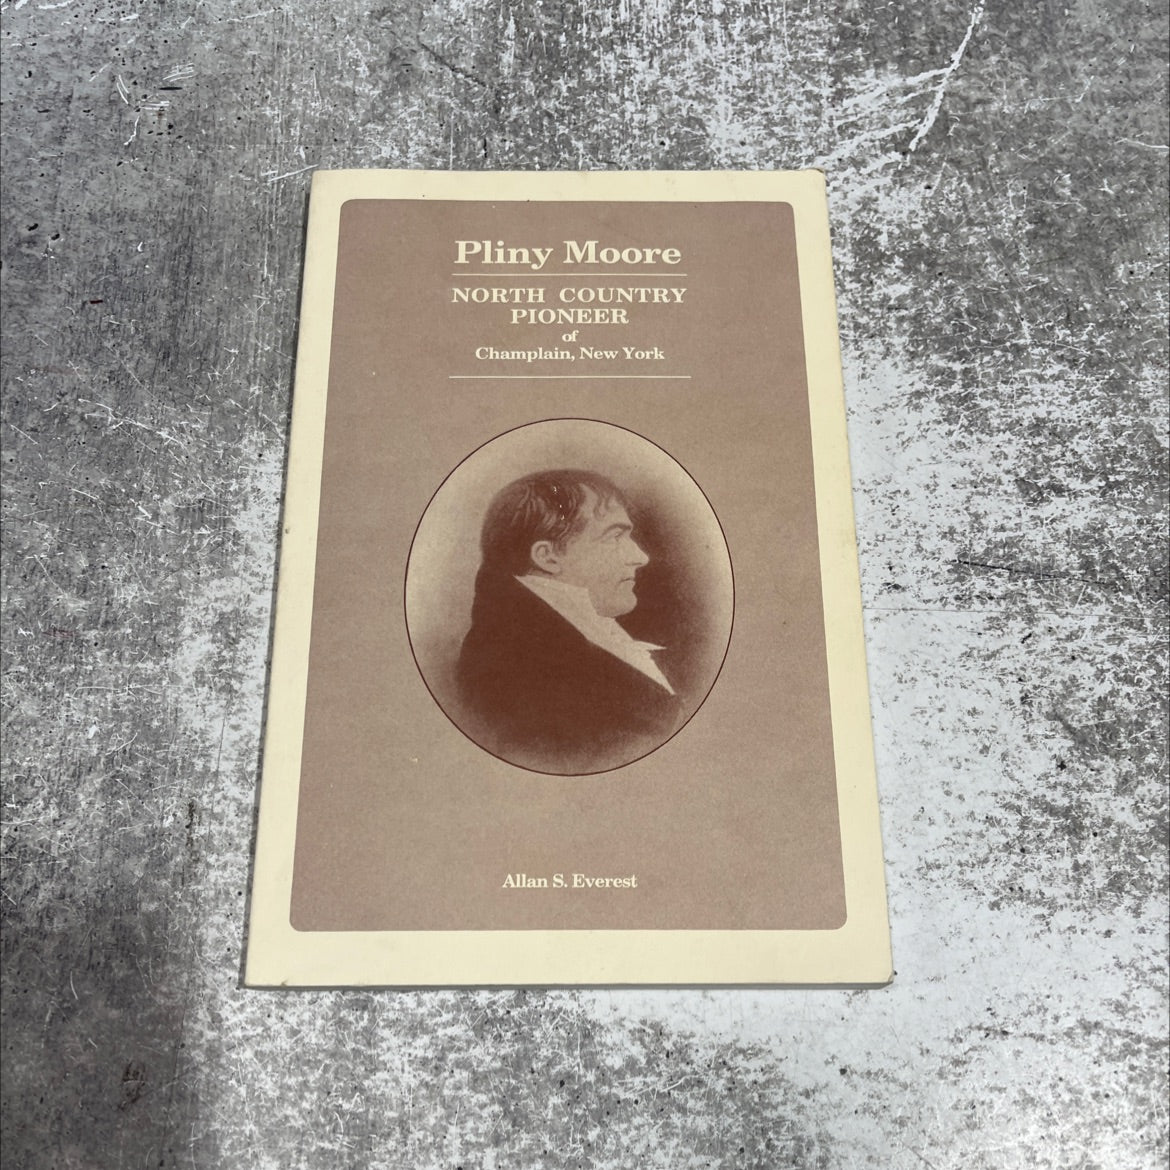 Pliny Moore
NORTH COUNTRY
PIONEER
of
Champlain, New York
Allan S. Everest